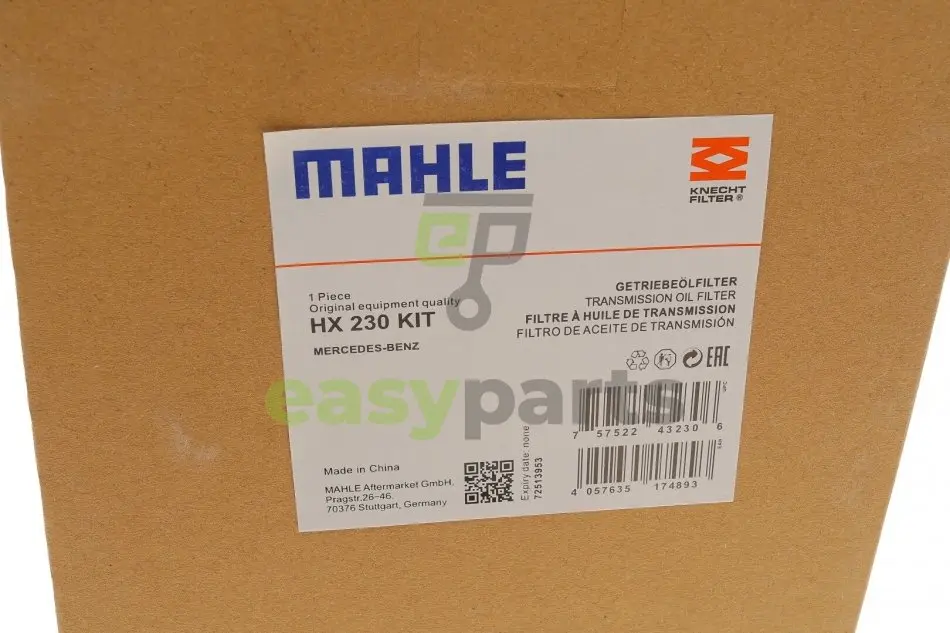 MAHLE
KNECHT
FILTER®
1 Piece
Original equipment quality
HX 230 KIT
MERCEDES-BENZ
GETRIEBEÖLFILTER
TRANSMISSION OIL FILTER
FILTRE À HUILE DE TRANSMISSION
FILTRO DE ACEITE DE TRANSMISIÓN
EAC
ep
easyparts
7 57522 43230 6
4 057635 174893
Expiry date: none
72513953
Made in China
MAHLE Aftermarket GmbH,
Pragstr.26-46,
70376 Stuttgart, Germany